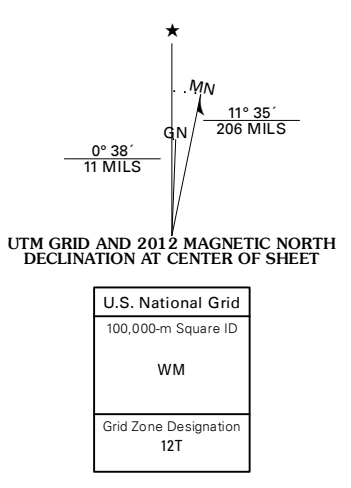 ★
MN
11° 35´
206 MILS
GN
0° 38´
11 MILS
UTM GRID AND 2012 MAGNETIC NORTH
DECLINATION AT CENTER OF SHEET
U.S. National Grid
100,000-m Square ID
WM
Grid Zone Designation
12T